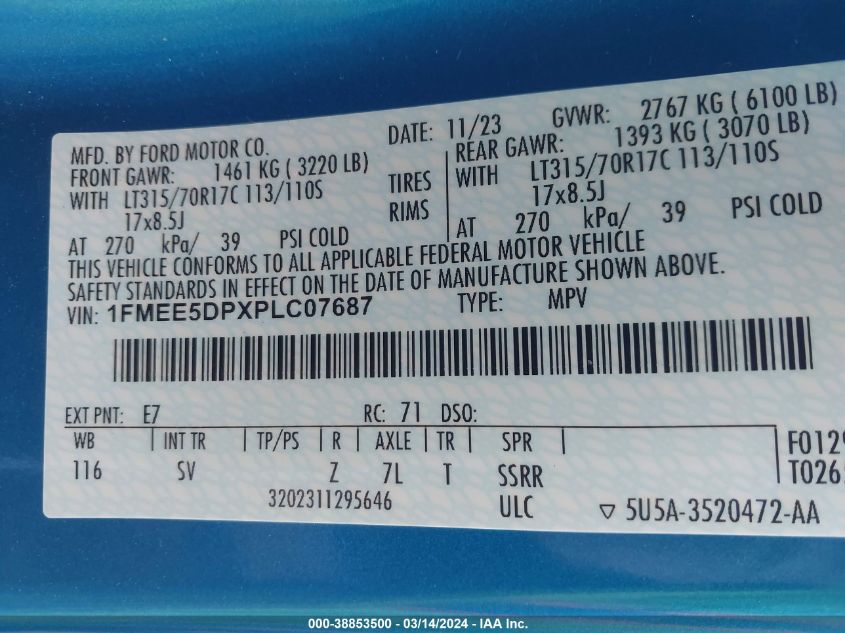 MFD. BY FORD MOTOR CO.
DATE: 11/23
GVWR: 2767 KG ( 6100 LB)
FRONT GAWR: 1461 KG ( 3220 LB)
WITH LT315/70R17C 113/110S
17x8.5J
AT 270 kPa/ 39 PSI COLD
TIRES
RIMS
REAR GAWR: 1393 KG ( 3070 LB)
WITH LT315/70R17C 113/110S
17x8.5J
AT 270 kPa/ 39 PSI COLD
THIS VEHICLE CONFORMS TO ALL APPLICABLE FEDERAL MOTOR VEHICLE
SAFETY STANDARDS IN EFFECT ON THE DATE OF MANUFACTURE SHOWN ABOVE.
VIN: 1FMEE5DPXPLC07687 TYPE: MPV
EXT PNT: E7 RC: 71 DSO:
WB INT TR TP/PS R AXLE TR SPR
116 SV Z 7L T SSRR
3202311295646 ULC
5U5A-3520472-AA
000-38853500 - 03/14/2024 - IAA Inc.